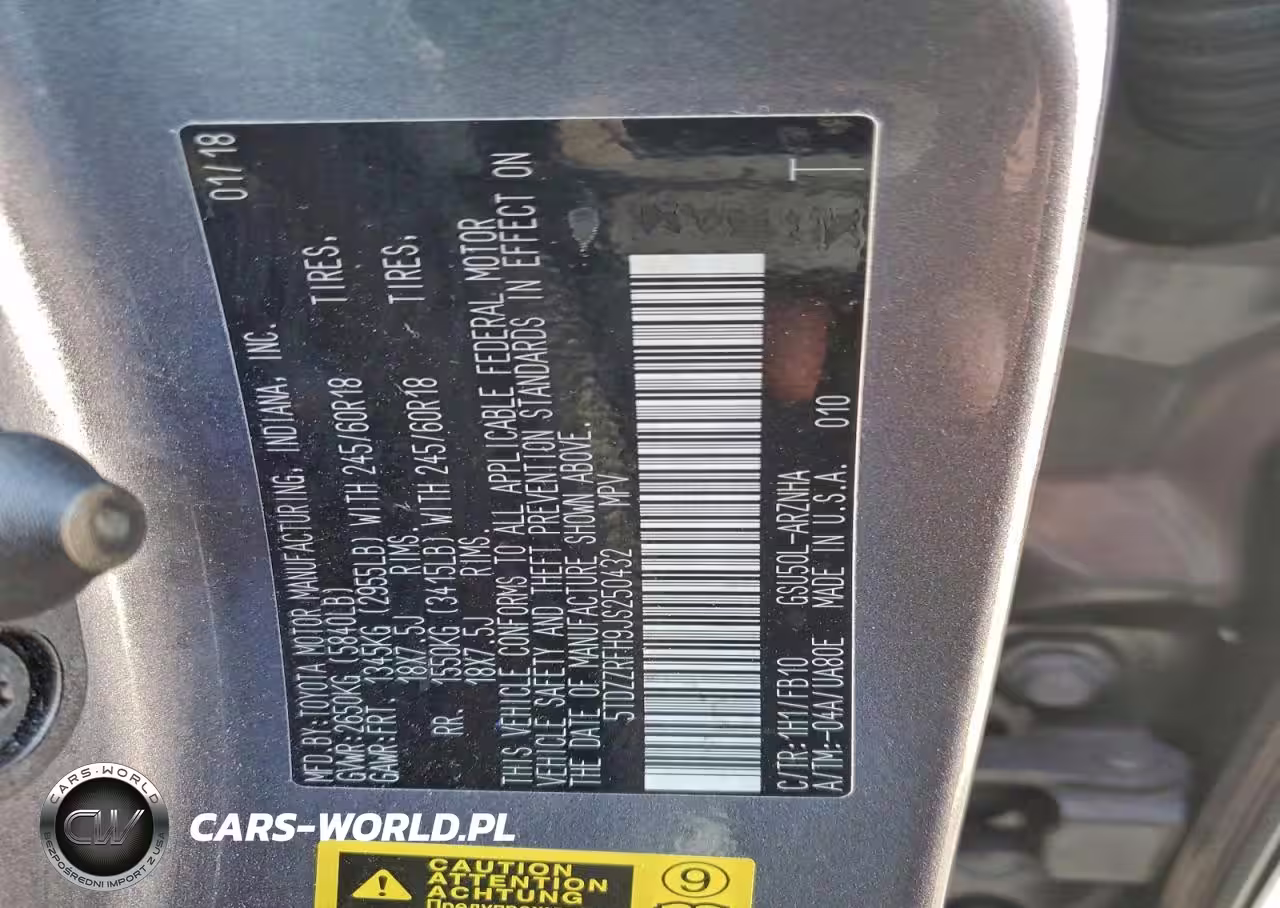 MFD.BY:TOYOTA MOTOR MANUFACTURING, INDIANA, INC. 01/18
GVWR:2650KG (5840LB)
GAWR:FRT. 1345KG (2955LB) WITH 245/60R18 TIRES,
18X7.5J RIMS.
RR. 1550KG (3415LB) WITH 245/60R18 TIRES,
18X7.5J RIMS.
THIS VEHICLE CONFORMS TO ALL APPLICABLE FEDERAL MOTOR
VEHICLE SAFETY AND THEFT PREVENTION STANDARDS IN EFFECT ON
THE DATE OF MANUFACTURE SHOWN ABOVE.
5TDZZRFH9JS250432 MPV
C/TR:1H1/FB10 GSU50L-ARZNHA
A/TM:-04A/UA80E MADE IN U.S.A. 010
CARS-WORLD
CW
BEZPOŚREDNI IMPORT Z USA
CARS-WORLD.PL
CAUTION
ATTENTION
ACHTUNG
Предупреж
9